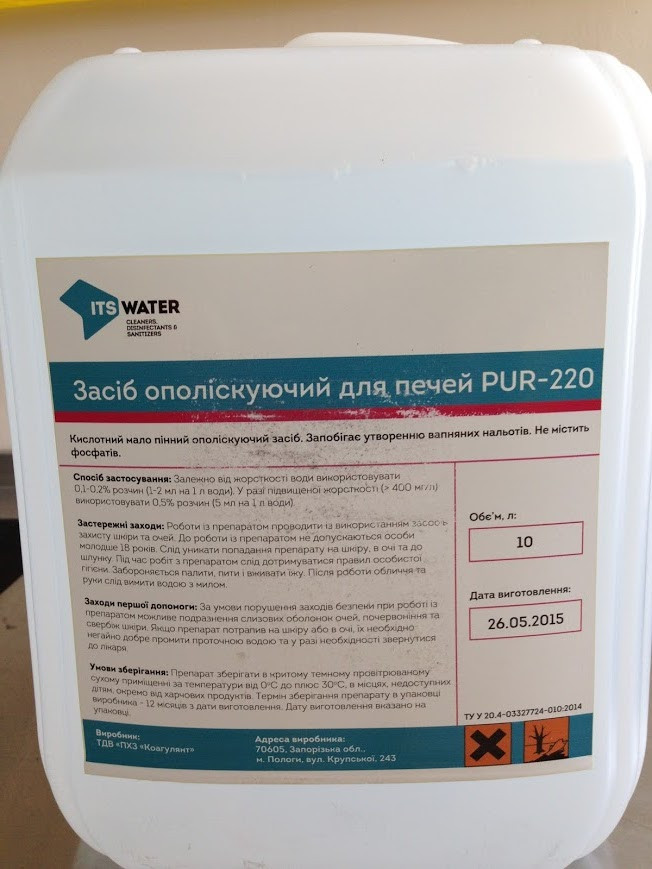 ITS WATER
CLEANERS,
DISINFECTANTS &
SANITIZERS
Засіб ополіскуючий для печей PUR-220
Кислотний мало пінний ополіскуючий засіб. Запобігає утворенню вапняних нальотів. Не містить
фосфатів.
Спосіб застосування: Залежно від жорсткості води використовувати
0,1-0,2% розчин (1-2 мл на 1 л води). У разі підвищеної жорсткості (> 400 мг/л)
використовувати 0,5% розчин (5 мл на 1 л води)
Застережні заходи: Роботи із препаратом проводити із використанням засобів
захисту шкіри та очей. До роботи із препаратом не допускаються особи
молодше 18 років. Слід уникати попадання препарату на шкіру, в очі та до
шлунку. Під час робіт з препаратом слід дотримуватися правил особистої
гігієни. Забороняється палити, пити і вживати їжу. Після роботи обличчя та
руки слід вимити водою з милом.
Заходи першої допомоги: За умови порушення заходів безпеки при роботі із
препаратом можливе подразнення слизових оболонок очей, почервоніння та
свербіж шкіри. Якщо препарат потрапив на шкіру або в очі, їх необхідно
негайно добре промити проточною водою та у разі необхідності звернутися
до лікаря.
Умови зберігання: Препарат зберігати в критому темному провітрюваному
сухому приміщенні за температури від 0°С до плюс 30°С, в місцях, недоступних
дітям, окремо від харчових продуктів. Термін зберігання препарату в упаковці
виробника - 12 місяців з дати виготовлення. Дату виготовлення вказано на
упаковці.
Обє'м, л:
10
Дата виготовлення:
26.05.2015
ТУ У 20.4-03327724-010:2014
Виробник:
ТДВ «ПХЗ «Коагулянт»
Адреса виробника:
70605, Запорізька обл.,
м. Пологи, вул. Крупської, 243